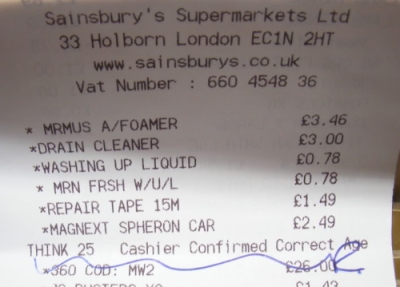 Sainsbury's Supermarkets Ltd
33 Holborn London EC1N 2HT
www.sainsburys.co.uk
Vat Number : 660 4548 36
* MRMUS A/FOAMER £3.46
*DRAIN CLEANER £3.00
*WASHING UP LIQUID £0.78
* MRN FRSH W/U/L £0.78
*REPAIR TAPE 15M £1.49
*MAGNEXT SPHERON CAR £2.49
THINK 25 Cashier Confirmed Correct Age
*360 COD: MW2 £26.00